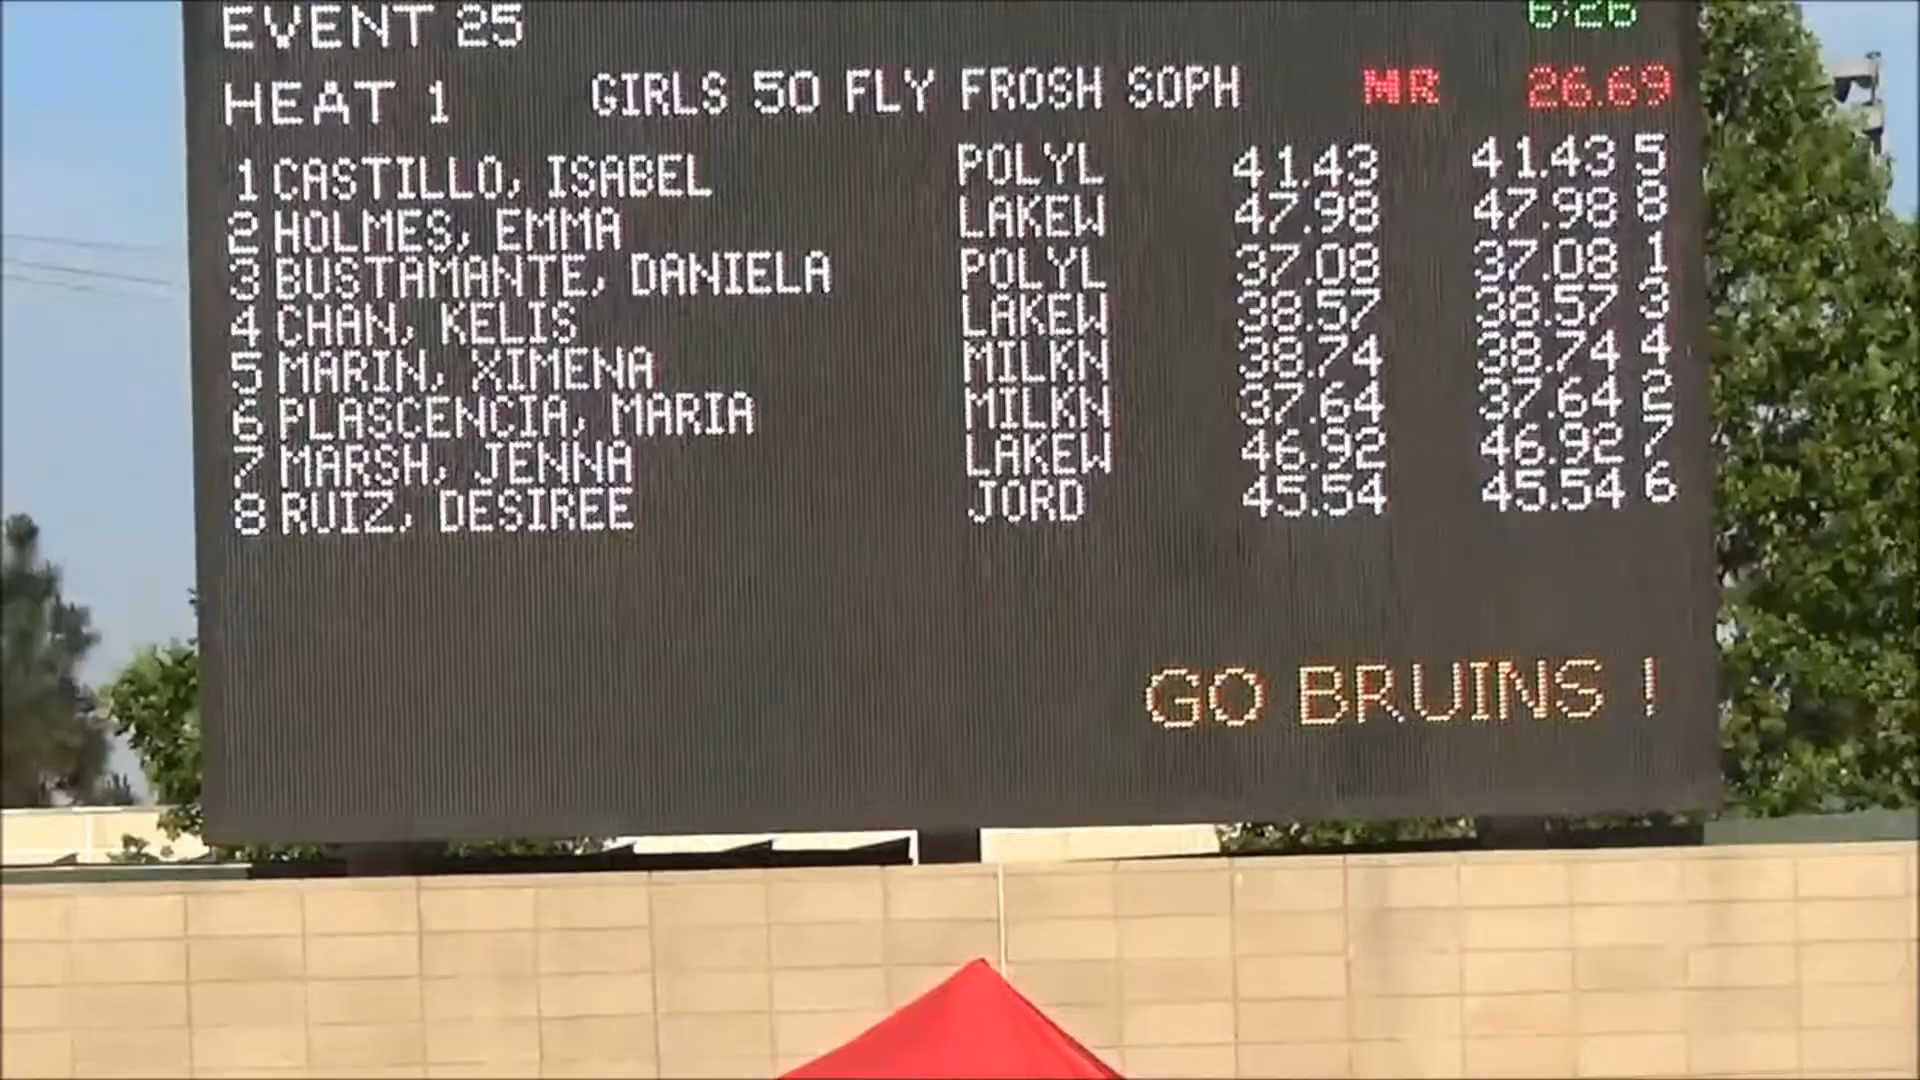 EVENT 25 6:26
HEAT 1 GIRLS 50 FLY FROSH SOPH MR 26.69
1 CASTILLO, ISABEL POLYL 41.43 41.43 5
2 HOLMES, EMMA LAKEW 47.98 47.98 8
3 BUSTAMANTE, DANIELA POLYL 37.08 37.08 1
4 CHAN, KELIS LAKEW 38.57 38.57 3
5 MARIN, XIMENA MILKN 38.74 38.74 4
6 PLASCENCIA, MARIA MILKN 37.64 37.64 2
7 MARSH, JENNA LAKEW 46.92 46.92 7
8 RUIZ, DESIREE JORD 45.54 45.54 6
GO BRUINS !